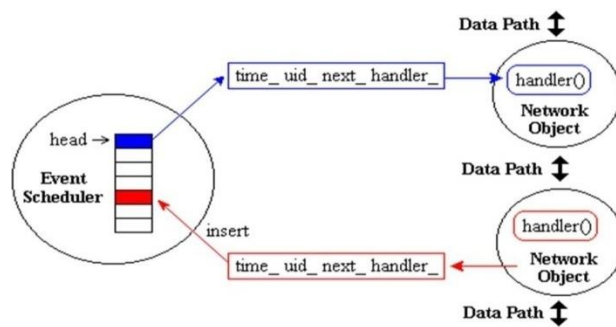 Data Path
time_ uid_ next_ handler_
handler()
Network
Object
head
Event
Scheduler
Data Path
insert
handler()
time_ uid_ next_ handler_
Network
Object
Data Path